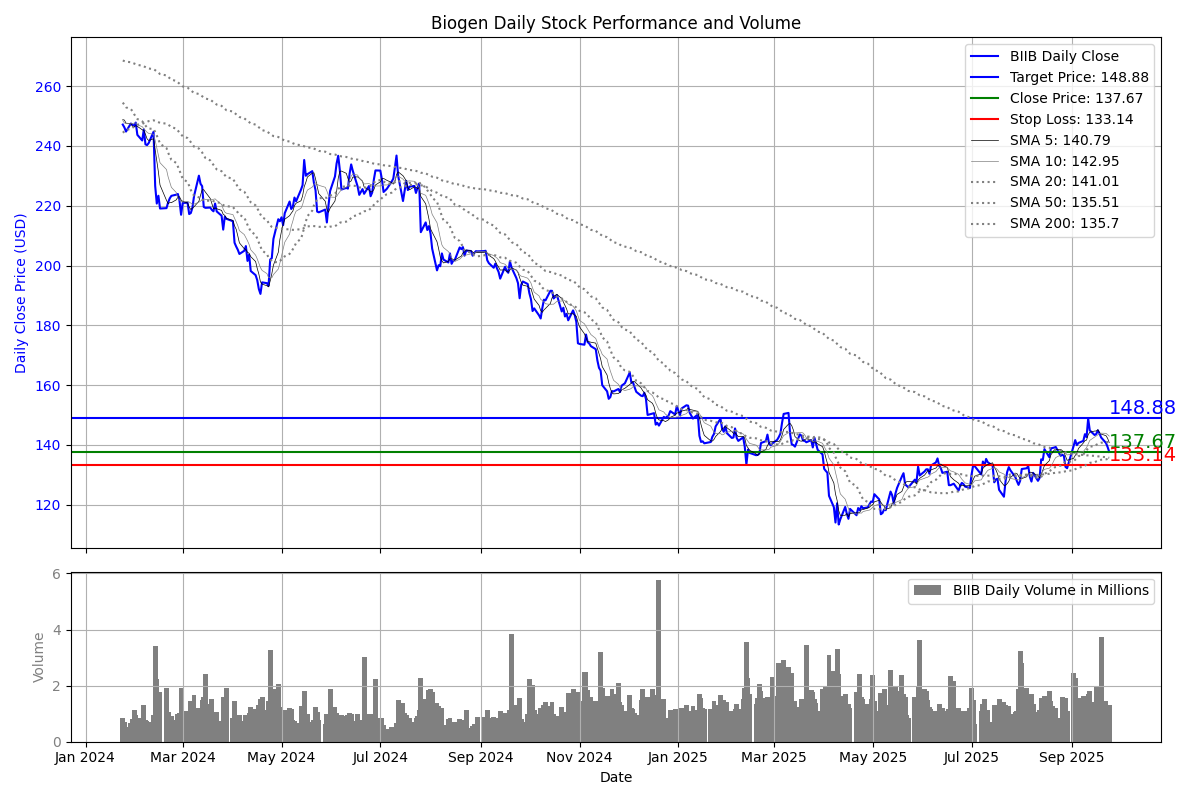 Biogen Daily Stock Performance and Volume
Daily Close Price (USD)
260
240
220
200
180
160
140
120
BIIB Daily Close
Target Price: 148.88
Close Price: 137.67
Stop Loss: 133.14
SMA 5: 140.79
SMA 10: 142.95
SMA 20: 141.01
SMA 50: 135.51
SMA 200: 135.7
148.88
137.67
133.14
Volume
6
4
2
0
BIIB Daily Volume in Millions
Jan 2024 Mar 2024 May 2024 Jul 2024 Sep 2024 Nov 2024 Jan 2025 Mar 2025 May 2025 Jul 2025 Sep 2025
Date